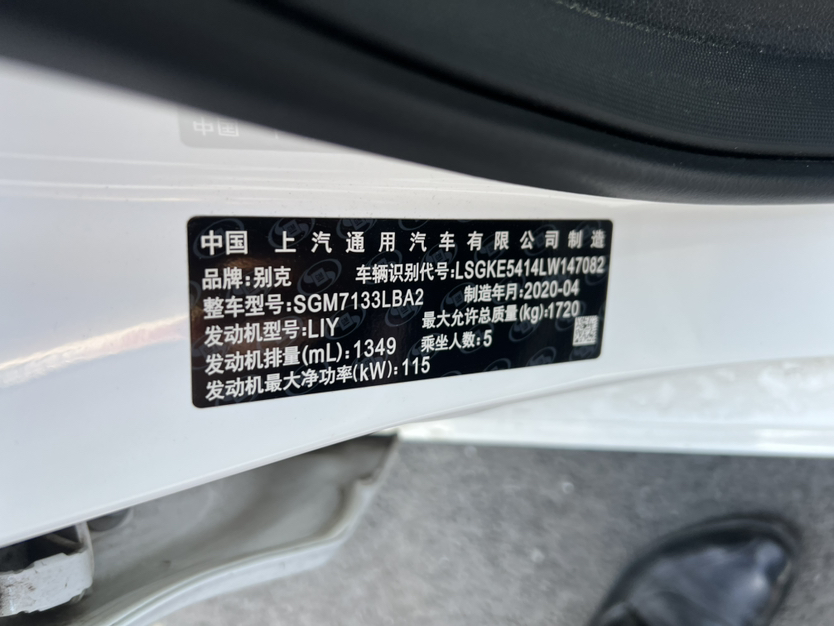 中国
中国 上汽通用汽车有限公司制造
品牌:别克 车辆识别代号:LSGKE5414LW147082
整车型号:SGM7133LBA2 制造年月:2020-04
发动机型号:LIY 最大允许总质量(kg):1720
发动机排量(mL):1349 乘坐人数:5
发动机最大净功率(kW):115